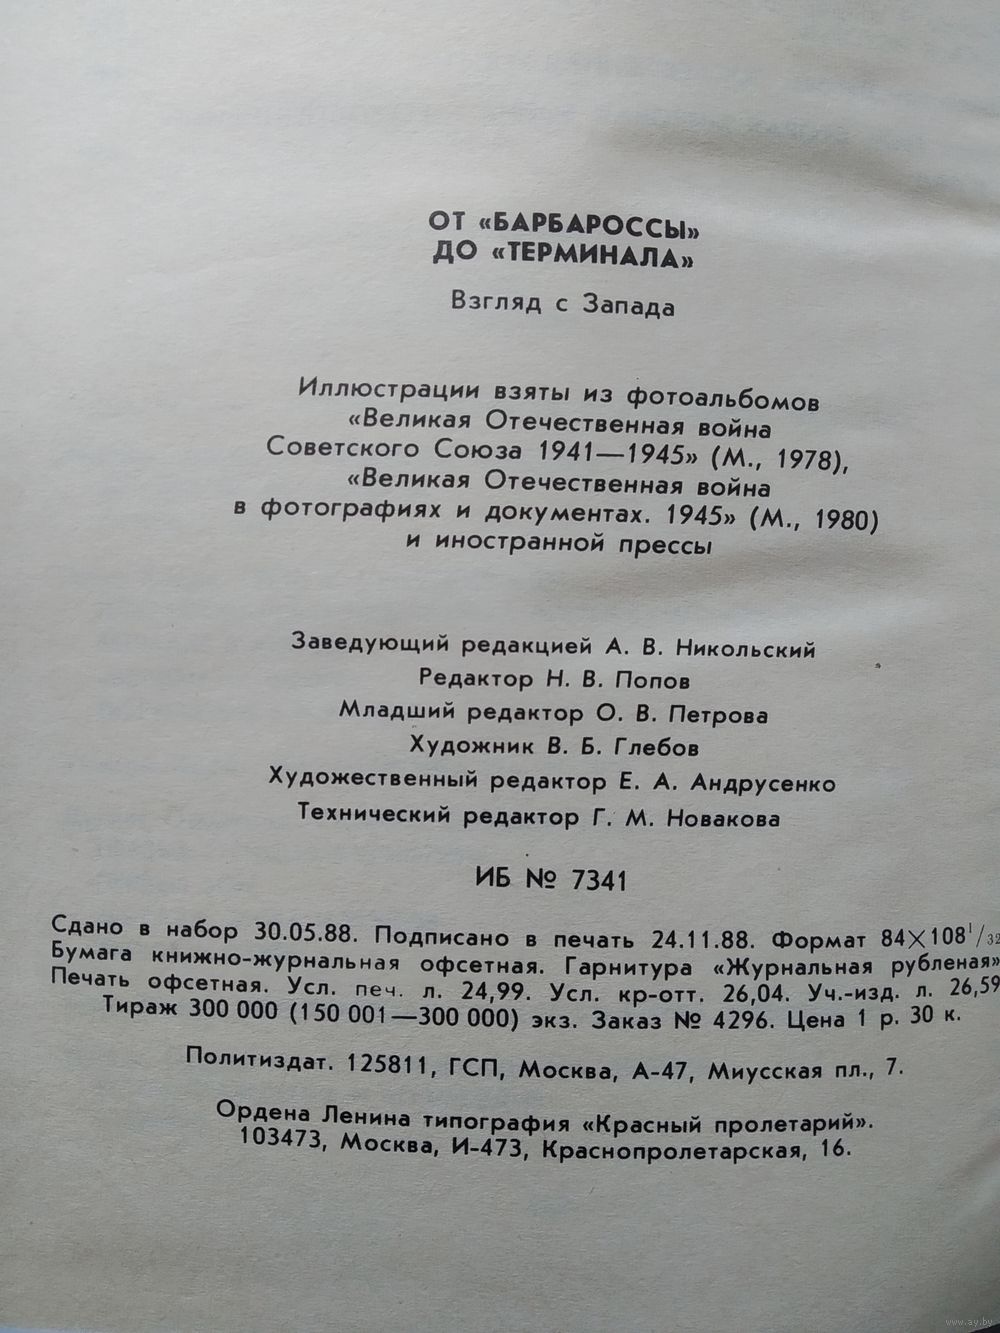 ОТ «БАРБАРОССЫ»
ДО «ТЕРМИНАЛА»
Взгляд с Запада
Иллюстрации взяты из фотоальбомов
«Великая Отечественная война
Советского Союза 1941—1945» (М., 1978),
«Великая Отечественная война
в фотографиях и документах. 1945» (М., 1980)
и иностранной прессы
Заведующий редакцией А. В. Никольский
Редактор Н. В. Попов
Младший редактор О. В. Петрова
Художник В. Б. Глебов
Художественный редактор Е. А. Андрусенко
Технический редактор Г. М. Новакова
ИБ № 7341
Сдано в набор 30.05.88. Подписано в печать 24.11.88. Формат 84×108¹/₃₂
Бумага книжно-журнальная офсетная. Гарнитура «Журнальная рубленая»
Печать офсетная. Усл. печ. л. 24,99. Усл. кр-отт. 26,04. Уч.-изд. л. 26,59
Тираж 300 000 (150 001—300 000) экз. Заказ № 4296. Цена 1 р. 30 к.
Политиздат. 125811, ГСП, Москва, А-47, Миусская пл., 7.
Ордена Ленина типография «Красный пролетарий».
103473, Москва, И-473, Краснопролетарская, 16.
www.ay.by